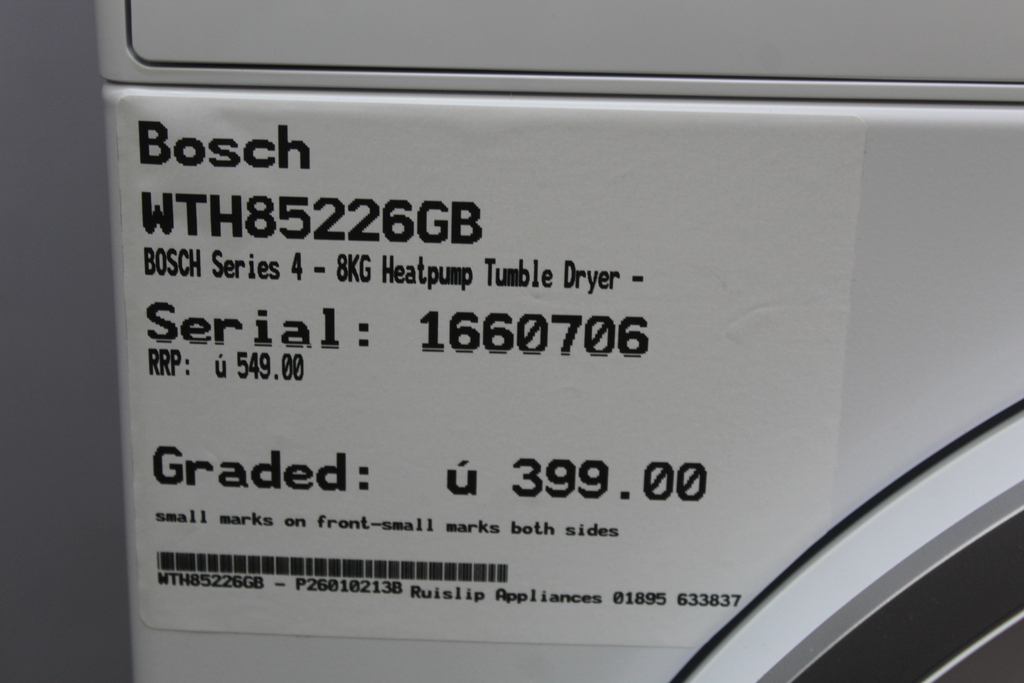 Bosch
WTH85226GB
BOSCH Series 4 - 8KG Heatpump Tumble Dryer -
Serial: 1660706
RRP: ú 549.00
Graded: ú 399.00
small marks on front-small marks both sides
WTH85226GB - P26010213B Ruislip Appliances 01895 633837